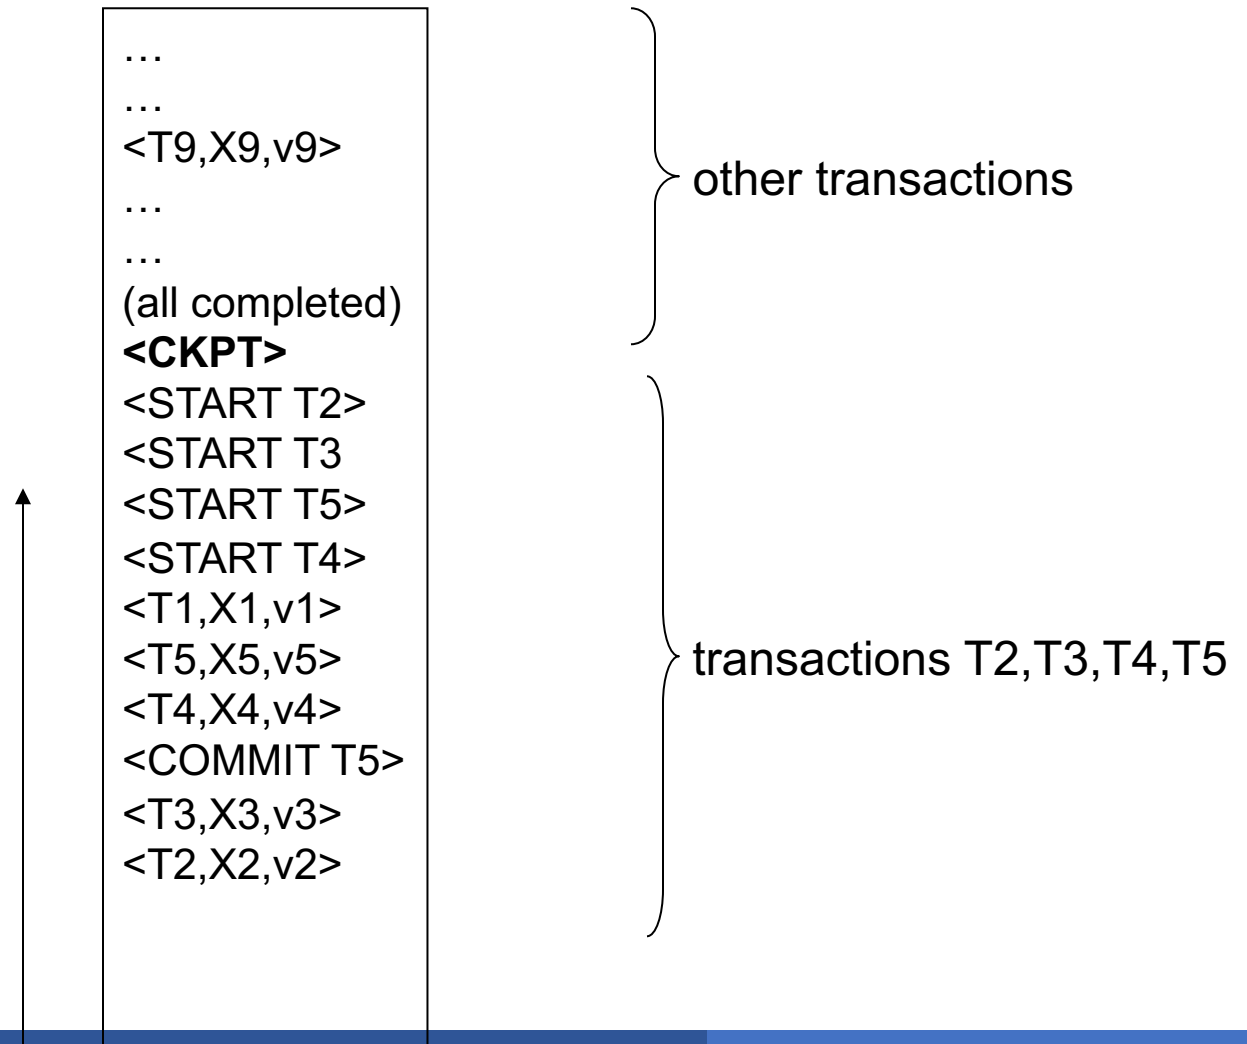 …
…
<T9,X9,v9>
…
…
(all completed)
<CKPT>
<START T2>
<START T3
<START T5>
<START T4>
<T1,X1,v1>
<T5,X5,v5>
<T4,X4,v4>
<COMMIT T5>
<T3,X3,v3>
<T2,X2,v2>
other transactions
transactions T2,T3,T4,T5